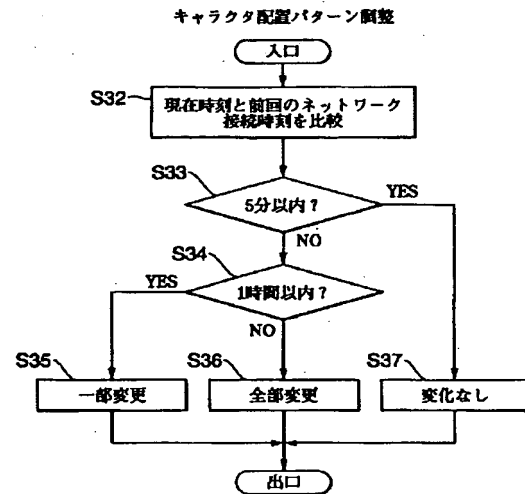 キャラクタ配置パターン調整
入口
S32
現在時刻と前回のネットワーク
接続時刻を比較
S33
5分以内?
YES
NO
S34
1時間以内?
YES
NO
S35
一部変更
S36
全部変更
S37
変化なし
出口